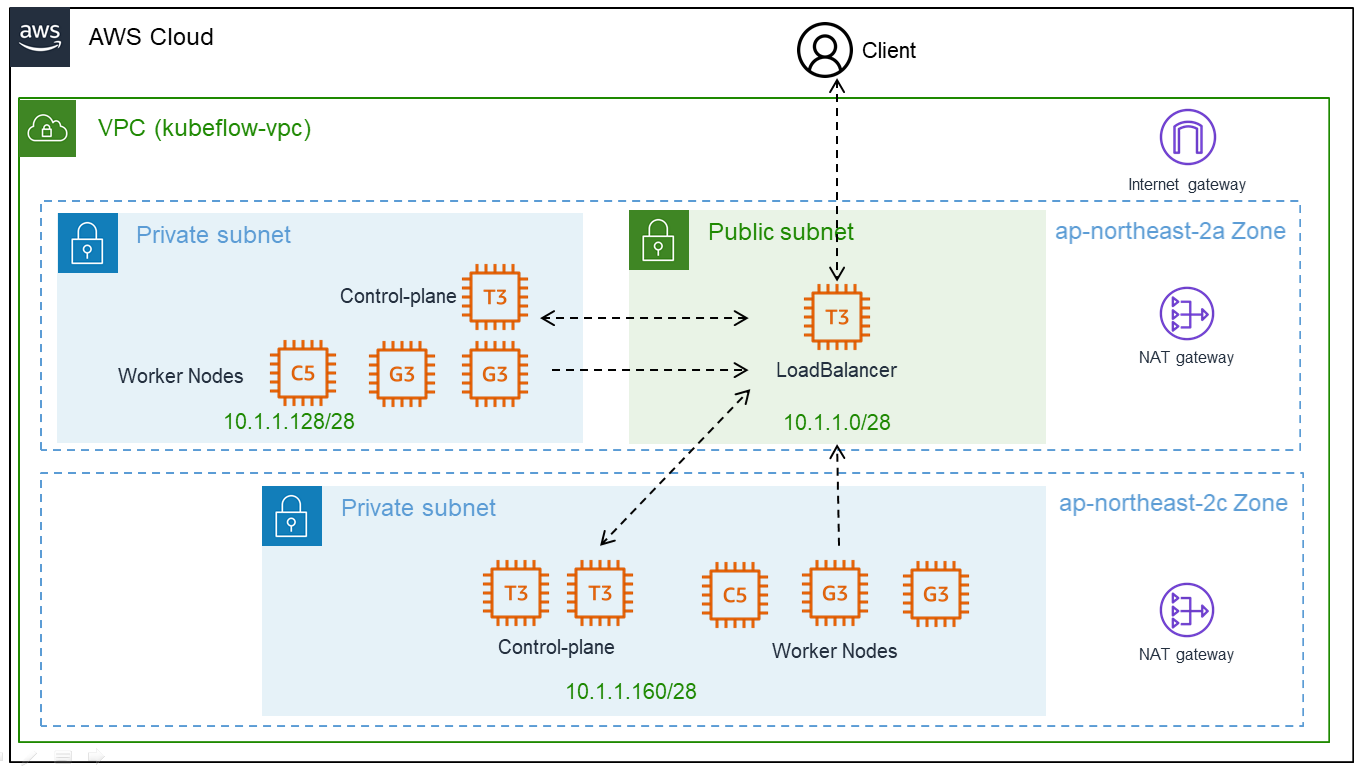 aws
AWS Cloud
Client
VPC (kubeflow-vpc)
Internet gateway
Private subnet
Public subnet
ap-northeast-2a Zone
Control-plane
T3
T3
NAT gateway
Worker Nodes
C5
G3
G3
LoadBalancer
10.1.1.128/28
10.1.1.0/28
Private subnet
ap-northeast-2c Zone
T3
T3
C5
G3
G3
Control-plane
Worker Nodes
NAT gateway
10.1.1.160/28